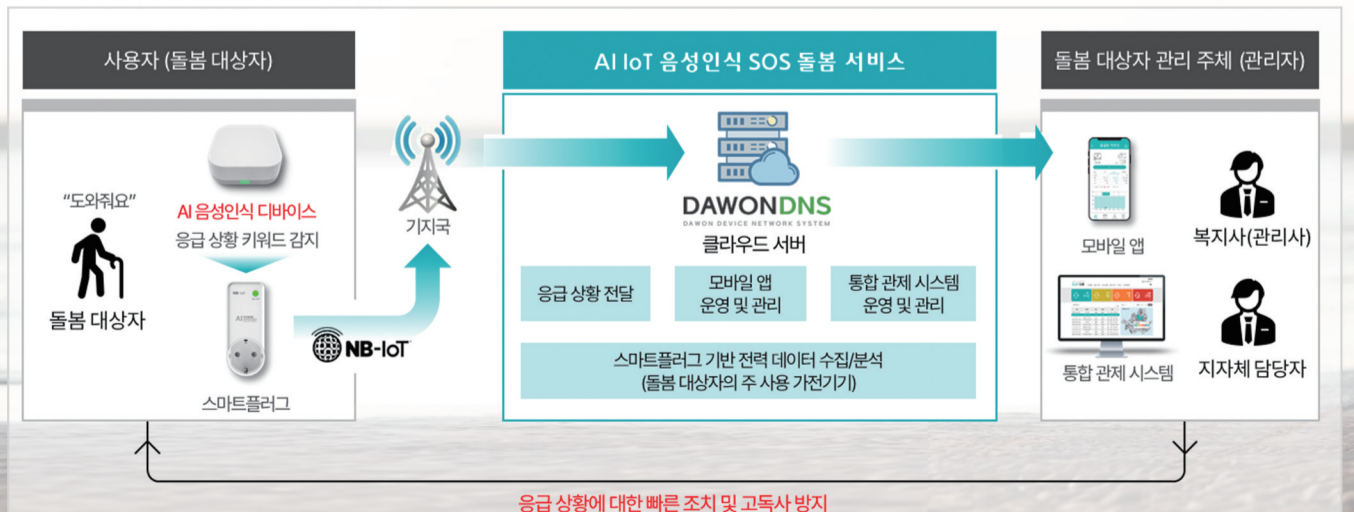 사용자 (돌봄 대상자)
"도와줘요"
돌봄 대상자
AI 음성인식 디바이스
응급 상황 키워드 감지
NB-IoT
스마트플러그
NB-IoT
기지국
AI IoT 음성인식 SOS 돌봄 서비스
DAWONDNS
DAWON DEVICE NETWORK SYSTEM
클라우드 서버
응급 상황 전달
모바일 앱
운영 및 관리
통합 관제 시스템
운영 및 관리
스마트플러그 기반 전력 데이터 수집/분석
(돌봄 대상자의 주 사용 가전기기)
돌봄 대상자 관리 주체 (관리자)
모바일 앱
복지사(관리사)
통합 관제 시스템
지자체 담당자
응급 상황에 대한 빠른 조치 및 고독사 방지